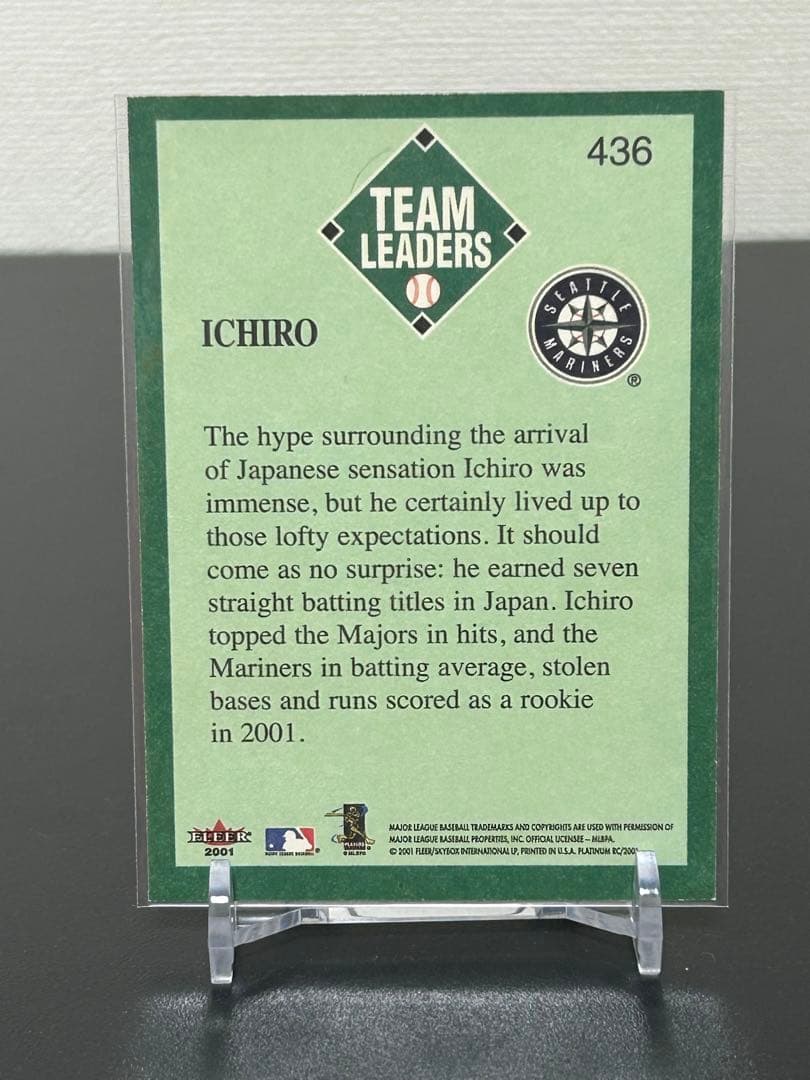 436
TEAM
LEADERS
SEATTLE
MARINERS
®
ICHIRO
The hype surrounding the arrival
of Japanese sensation Ichiro was
immense, but he certainly lived up to
those lofty expectations. It should
come as no surprise: he earned seven
straight batting titles in Japan. Ichiro
topped the Majors in hits, and the
Mariners in batting average, stolen
bases and runs scored as a rookie
in 2001.
FLEER
2001
MAJOR LEAGUE BASEBALL
MAJOR LEAGUE BASEBALL TRADEMARKS AND COPYRIGHTS ARE USED WITH PERMISSION OF
MAJOR LEAGUE BASEBALL PROPERTIES, INC. OFFICIAL LICENSEE – MLBPA.
© 2001 FLEER/SKYBOX INTERNATIONAL LP, PRINTED IN U.S.A. PLATINUM RC/2001